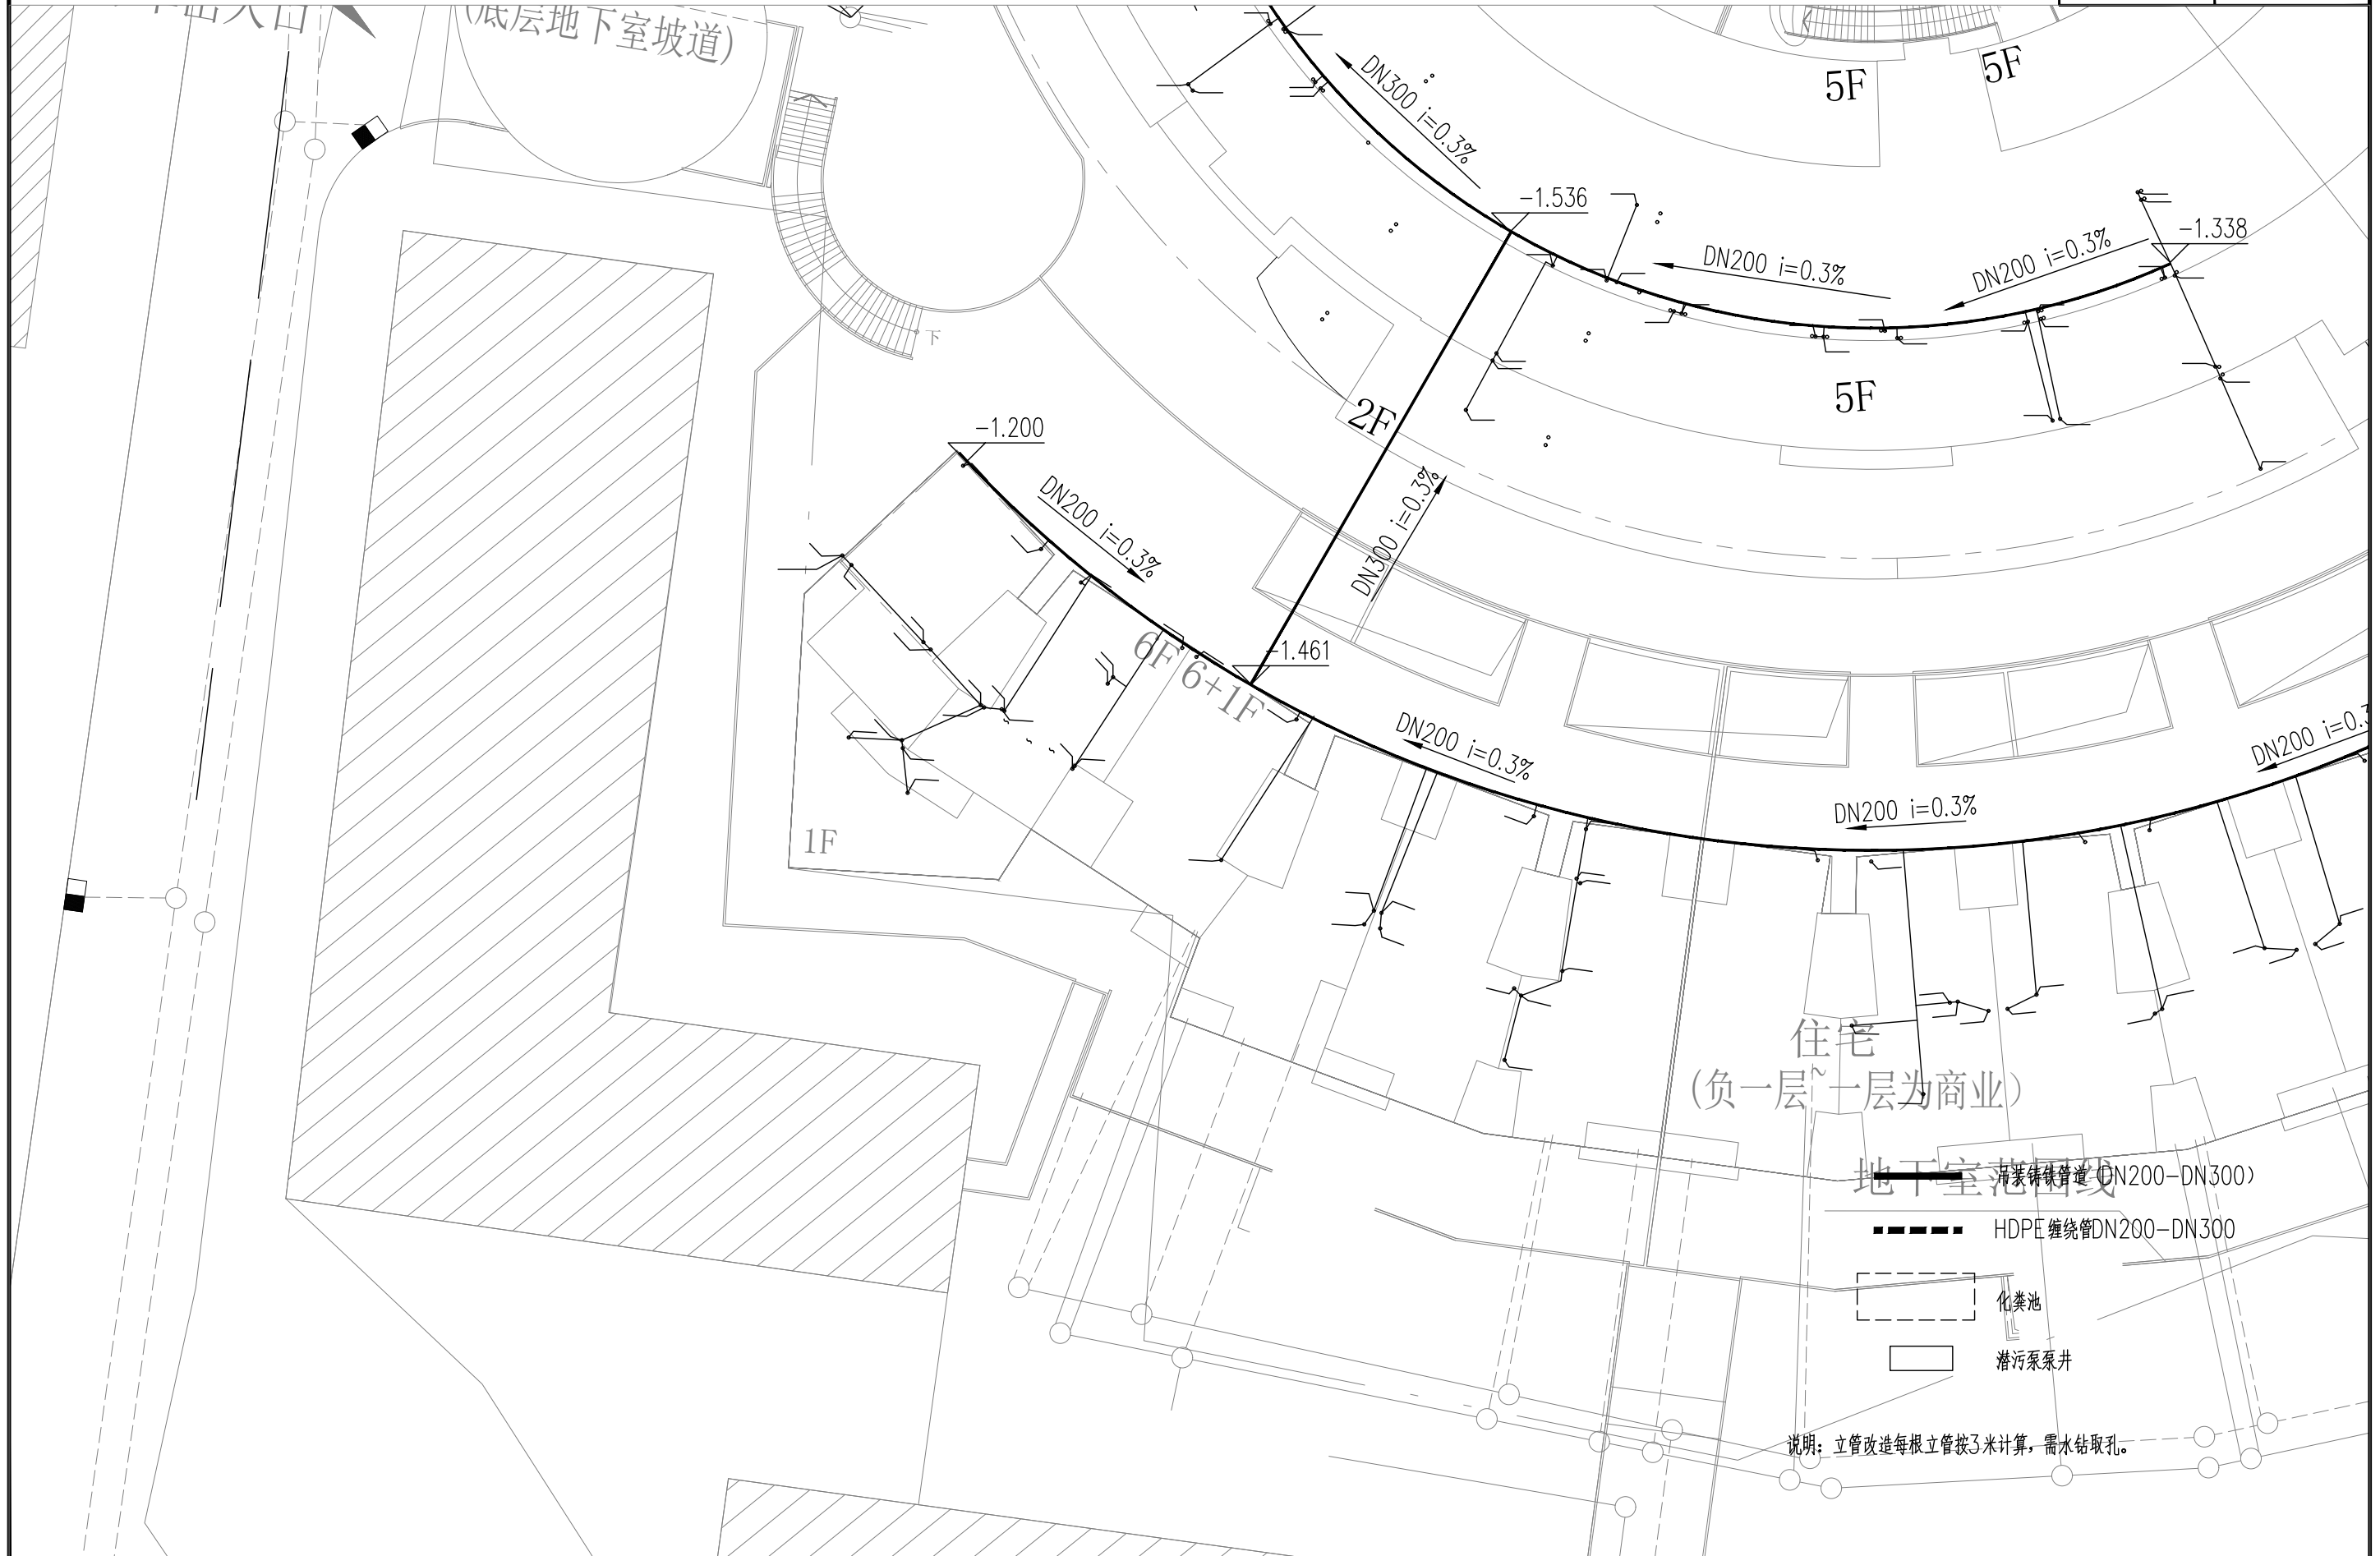 (底层地下室坡道)
5F
5F
DN300 i=0.3%
-1.536
-1.338
DN200 i=0.3%
DN200 i=0.3%
下
5F
2F
-1.200
DN200 i=0.3%
DN300 i=0.3%
6F
6+1F
-1.461
DN200 i=0.3%
DN200 i=0.3
DN200 i=0.3%
1F
住宅
(负一层~一层为商业)
地下室范围线
吊装铸铁管道(DN200-DN300)
HDPE缠绕管DN200-DN300
化粪池
潜污泵泵井
说明：立管改造每根立管按3米计算，需水钻取孔。